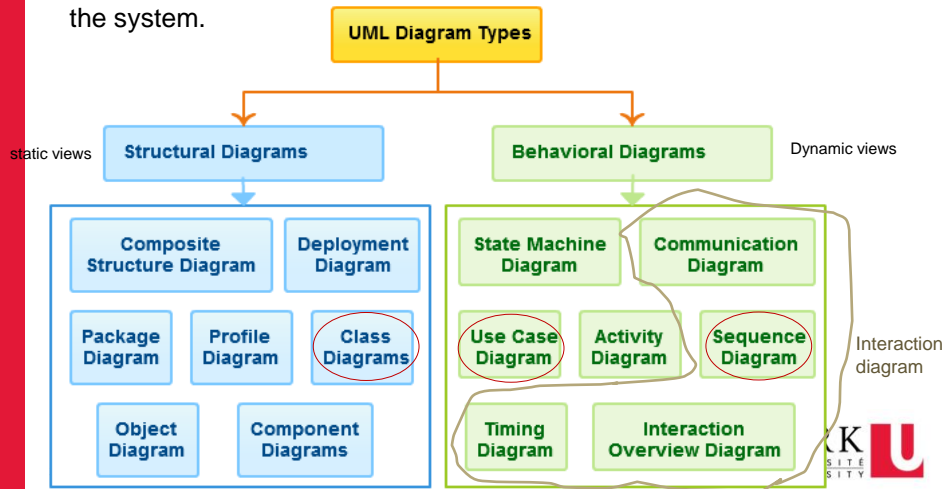 the system.
UML Diagram Types
static views
Structural Diagrams
Behavioral Diagrams
Dynamic views
Composite
Structure Diagram
Deployment
Diagram
Package
Diagram
Profile
Diagram
Class
Diagrams
Object
Diagram
Component
Diagrams
State Machine
Diagram
Communication
Diagram
Use Case
Diagram
Activity
Diagram
Sequence
Diagram
Timing
Diagram
Interaction
Overview Diagram
Interaction
diagram
K
SITÉ
SITY
U